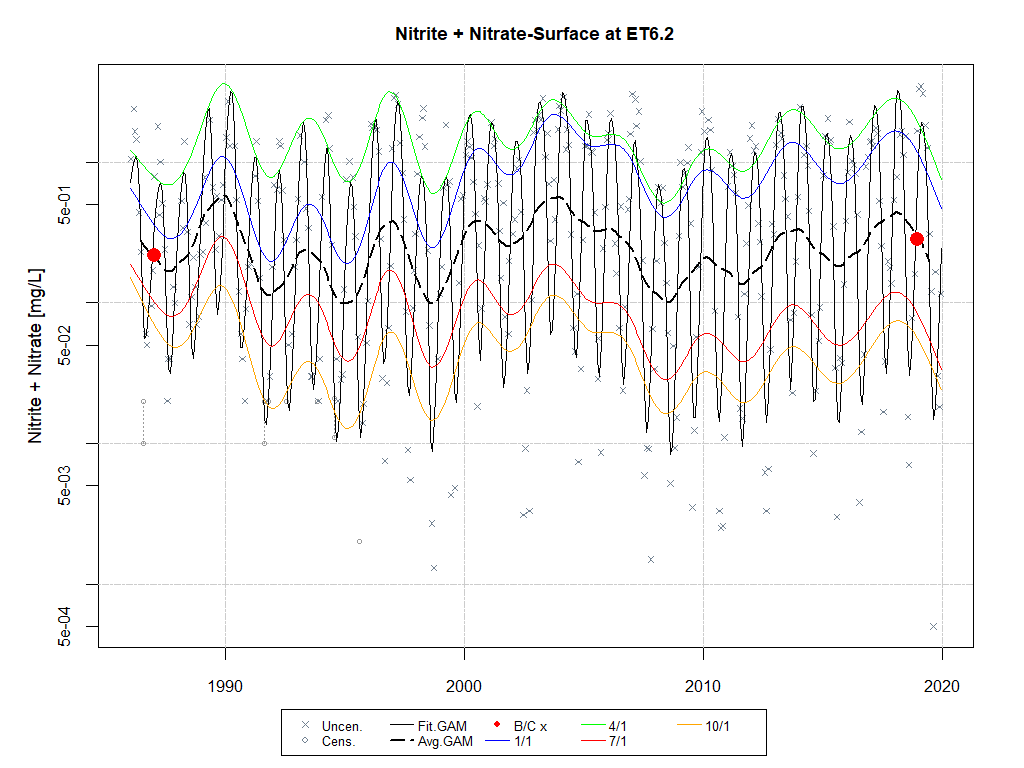 Nitrite + Nitrate-Surface at ET6.2
Nitrite + Nitrate [mg/L]
5e-01
5e-02
5e-03
5e-04
1990 2000 2010 2020
Uncen. Fit.GAM B/C x 4/1 10/1
Cens. Avg.GAM 1/1 7/1